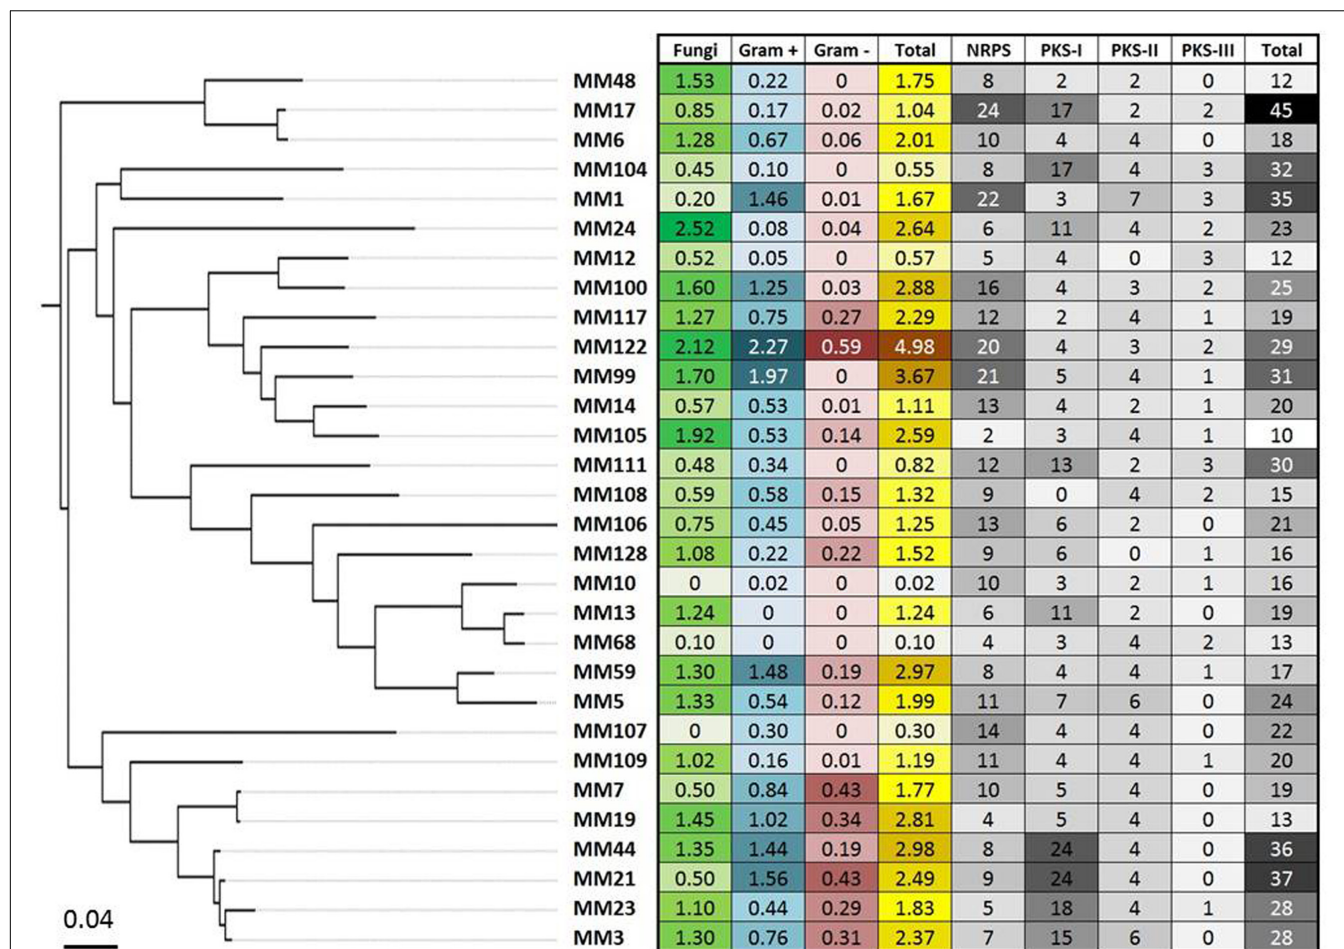 Fungi Gram + Gram - Total NRPS PKS-I PKS-II PKS-III Total
MM48 1.53 0.22 0 1.75 8 2 2 0 12
MM17 0.85 0.17 0.02 1.04 24 17 2 2 45
MM6 1.28 0.67 0.06 2.01 10 4 4 0 18
MM104 0.45 0.10 0 0.55 8 17 4 3 32
MM1 0.20 1.46 0.01 1.67 22 3 7 3 35
MM24 2.52 0.08 0.04 2.64 6 11 4 2 23
MM12 0.52 0.05 0 0.57 5 4 0 3 12
MM100 1.60 1.25 0.03 2.88 16 4 3 2 25
MM117 1.27 0.75 0.27 2.29 12 2 4 1 19
MM122 2.12 2.27 0.59 4.98 20 4 3 2 29
MM99 1.70 1.97 0 3.67 21 5 4 1 31
MM14 0.57 0.53 0.01 1.11 13 4 2 1 20
MM105 1.92 0.53 0.14 2.59 2 3 4 1 10
MM111 0.48 0.34 0 0.82 12 13 2 3 30
MM108 0.59 0.58 0.15 1.32 9 0 4 2 15
MM106 0.75 0.45 0.05 1.25 13 6 2 0 21
MM128 1.08 0.22 0.22 1.52 9 6 0 1 16
MM10 0 0.02 0 0.02 10 3 2 1 16
MM13 1.24 0 0 1.24 6 11 2 0 19
MM68 0.10 0 0 0.10 4 3 4 2 13
MM59 1.30 1.48 0.19 2.97 8 4 4 1 17
MM5 1.33 0.54 0.12 1.99 11 7 6 0 24
MM107 0 0.30 0 0.30 14 4 4 0 22
MM109 1.02 0.16 0.01 1.19 11 4 4 1 20
MM7 0.50 0.84 0.43 1.77 10 5 4 0 19
MM19 1.45 1.02 0.34 2.81 4 5 4 0 13
MM44 1.35 1.44 0.19 2.98 8 24 4 0 36
MM21 0.50 1.56 0.43 2.49 9 24 4 0 37
MM23 1.10 0.44 0.29 1.83 5 18 4 1 28
MM3 1.30 0.76 0.31 2.37 7 15 6 0 28
0.04